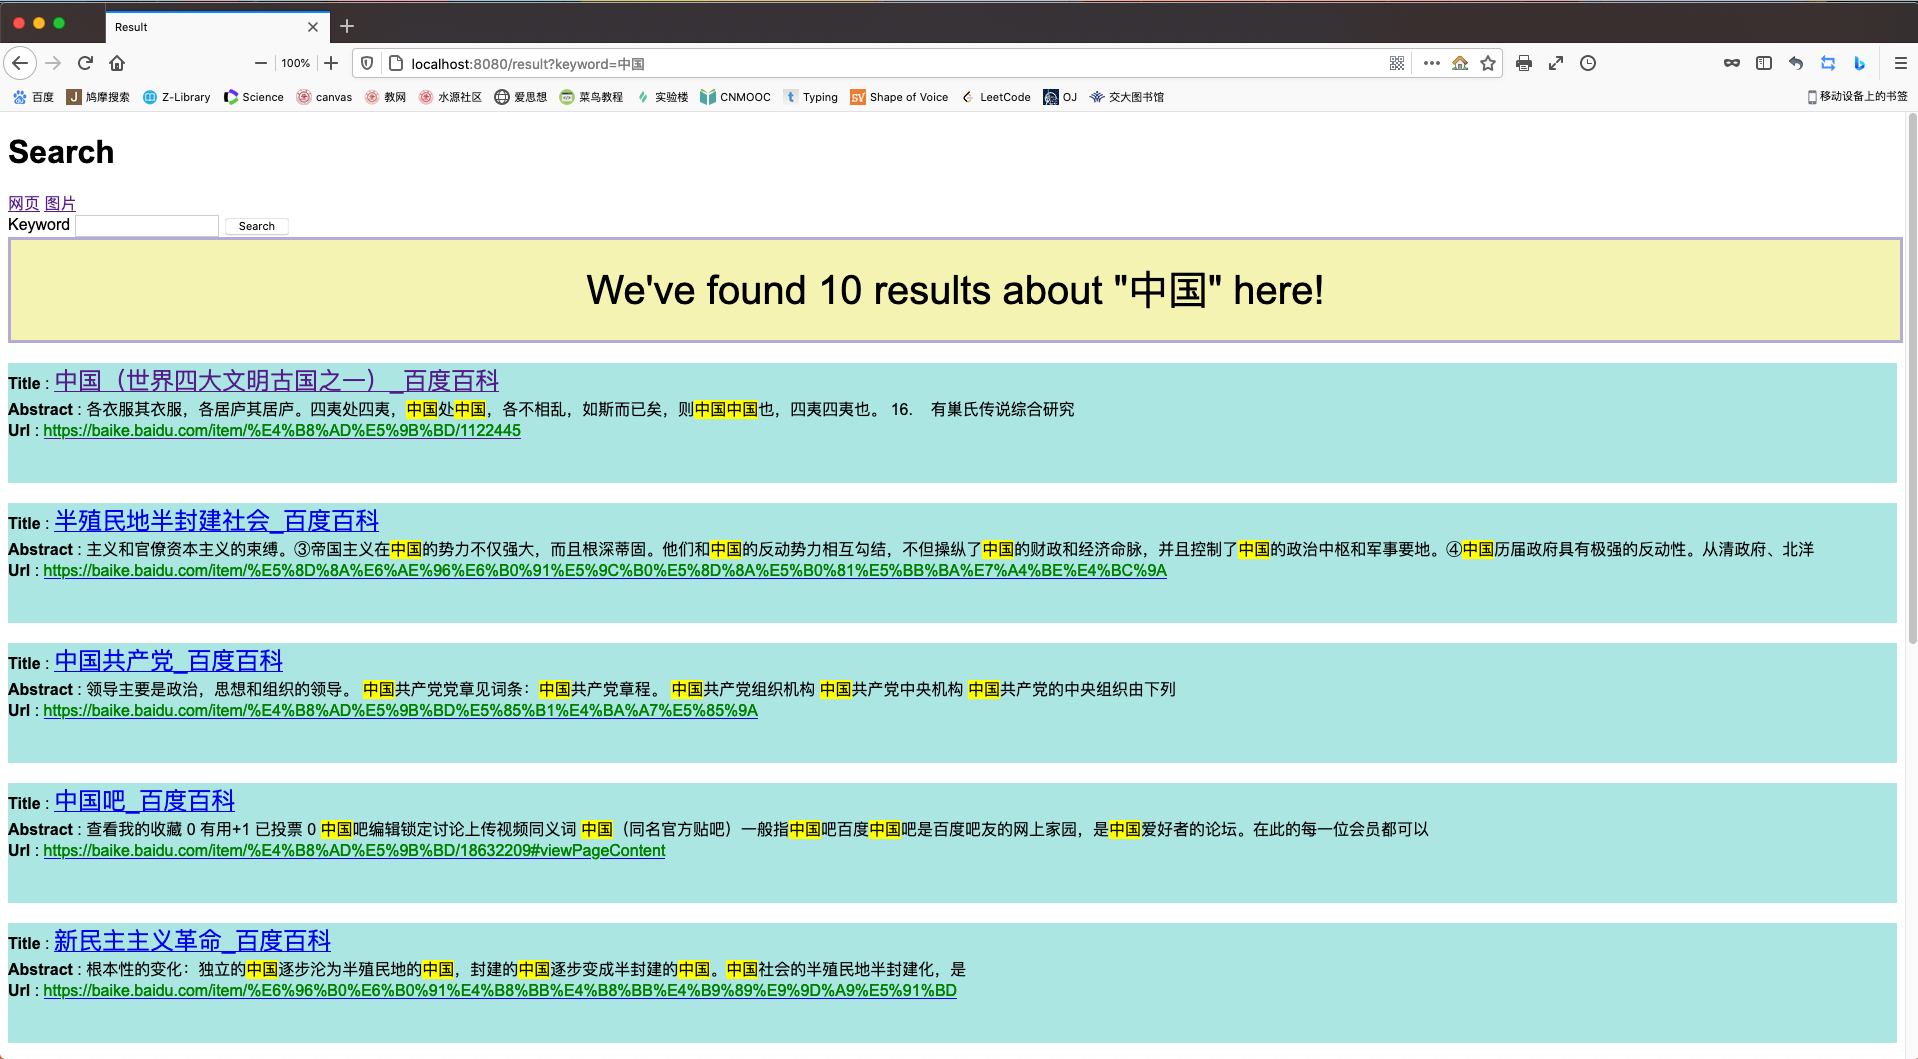 Result
100%
localhost:8080/result?keyword=中国
百度 鸠摩搜索 Z-Library Science canvas 教网 水源社区 爱思想 菜鸟教程 实验楼 CNMOOC Typing Shape of Voice LeetCode OJ 交大图书馆 移动设备上的书签
Search
网页 图片
Keyword Search
We've found 10 results about "中国" here!
Title : 中国（世界四大文明古国之一）_百度百科
Abstract : 各衣服其衣服，各居庐其居庐。四夷处四夷，中国处中国，各不相乱，如斯而已矣，则中国中国也，四夷四夷也。 16. 有巢氏传说综合研究
Url : https://baike.baidu.com/item/%E4%B8%AD%E5%9B%BD/1122445
Title : 半殖民地半封建社会_百度百科
Abstract : 主义和官僚资本主义的束缚。③帝国主义在中国的势力不仅强大，而且根深蒂固。他们和中国的反动势力相互勾结，不但操纵了中国的财政和经济命脉，并且控制了中国的政治中枢和军事要地。④中国历届政府具有极强的反动性。从清政府、北洋
Url : https://baike.baidu.com/item/%E5%8D%8A%E6%AE%96%E6%B0%91%E5%9C%B0%E5%8D%8A%E5%B0%81%E5%BB%BA%E7%A4%BE%E4%BC%9A
Title : 中国共产党_百度百科
Abstract : 领导主要是政治，思想和组织的领导。 中国共产党党章见词条：中国共产党章程。 中国共产党组织机构 中国共产党中央机构 中国共产党的中央组织由下列
Url : https://baike.baidu.com/item/%E4%B8%AD%E5%9B%BD%E5%85%B1%E4%BA%A7%E5%85%9A
Title : 中国吧_百度百科
Abstract : 查看我的收藏 0 有用+1 已投票 0 中国吧编辑锁定讨论上传视频同义词 中国（同名官方贴吧）一般指中国吧百度中国吧是百度吧友的网上家园，是中国爱好者的论坛。在此的每一位会员都可以
Url : https://baike.baidu.com/item/%E4%B8%AD%E5%9B%BD/18632209#viewPageContent
Title : 新民主主义革命_百度百科
Abstract : 根本性的变化：独立的中国逐步沦为半殖民地的中国，封建的中国逐步变成半封建的中国。中国社会的半殖民地半封建化，是
Url : https://baike.baidu.com/item/%E6%96%B0%E6%B0%91%E4%B8%BB%E4%B8%BB%E4%B9%89%E9%9D%A9%E5%91%BD